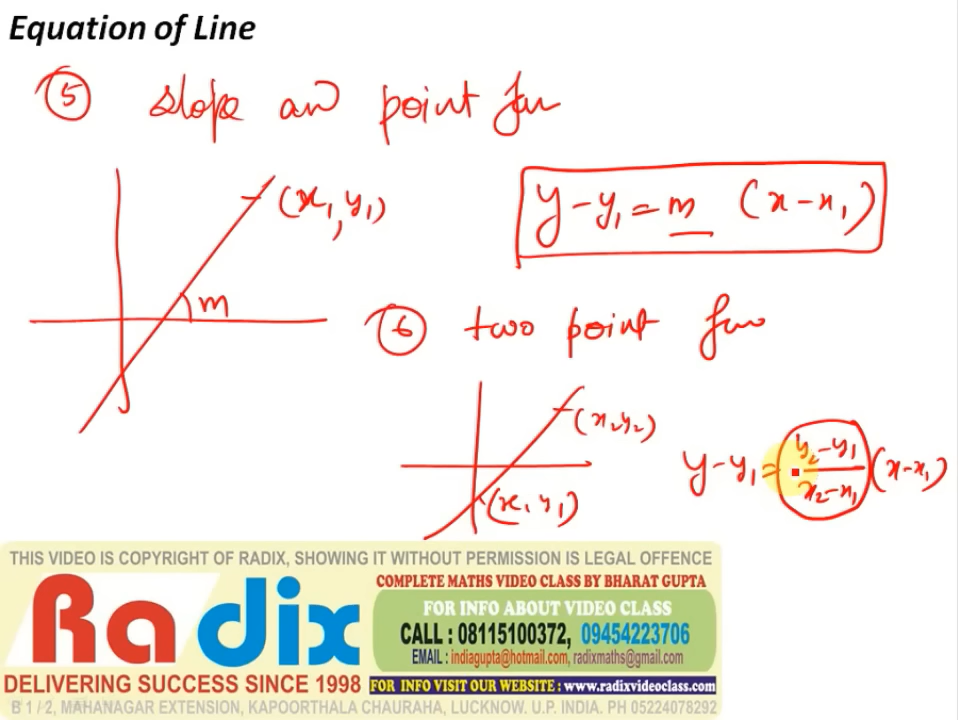 Equation of Line
⑤ slope and point for
(x₁, y₁)
m
y - y₁ = m (x - x₁)
⑥ two point for
(x₂ y₂)
(x₁ y₁)
y - y₁ = (y₂ - y₁ / x₂ - x₁) (x - x₁)
THIS VIDEO IS COPYRIGHT OF RADIX, SHOWING IT WITHOUT PERMISSION IS LEGAL OFFENCE
Radix
DELIVERING SUCCESS SINCE 1998
COMPLETE MATHS VIDEO CLASS BY BHARAT GUPTA
FOR INFO ABOUT VIDEO CLASS
CALL : 08115100372, 09454223706
EMAIL : indiagupta@hotmail.com, radixmaths@gmail.com
FOR INFO VISIT OUR WEBSITE : www.radixvideoclass.com
B 1 / 2, MAHANAGAR EXTENSION, KAPOORTHALA CHAURAHA, LUCKNOW. U.P. INDIA. PH 05224078292